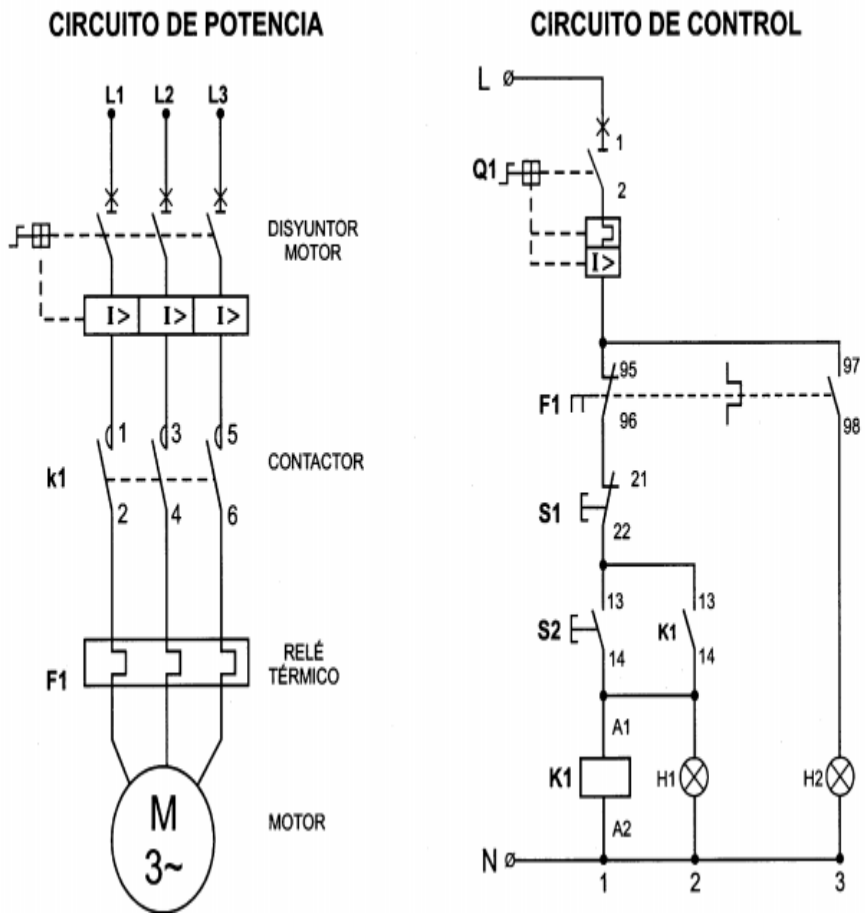 CIRCUITO DE POTENCIA
L1 L2 L3
DISYUNTOR
MOTOR
I> I> I>
1 3 5
k1
CONTACTOR
2 4 6
F1
RELÉ
TÉRMICO
M
3~
MOTOR
CIRCUITO DE CONTROL
L
1
Q1
2
I>
95 97
F1
96 98
21
S1
22
13 13
S2 K1
14 14
A1
K1 H1 H2
A2
N
1 2 3